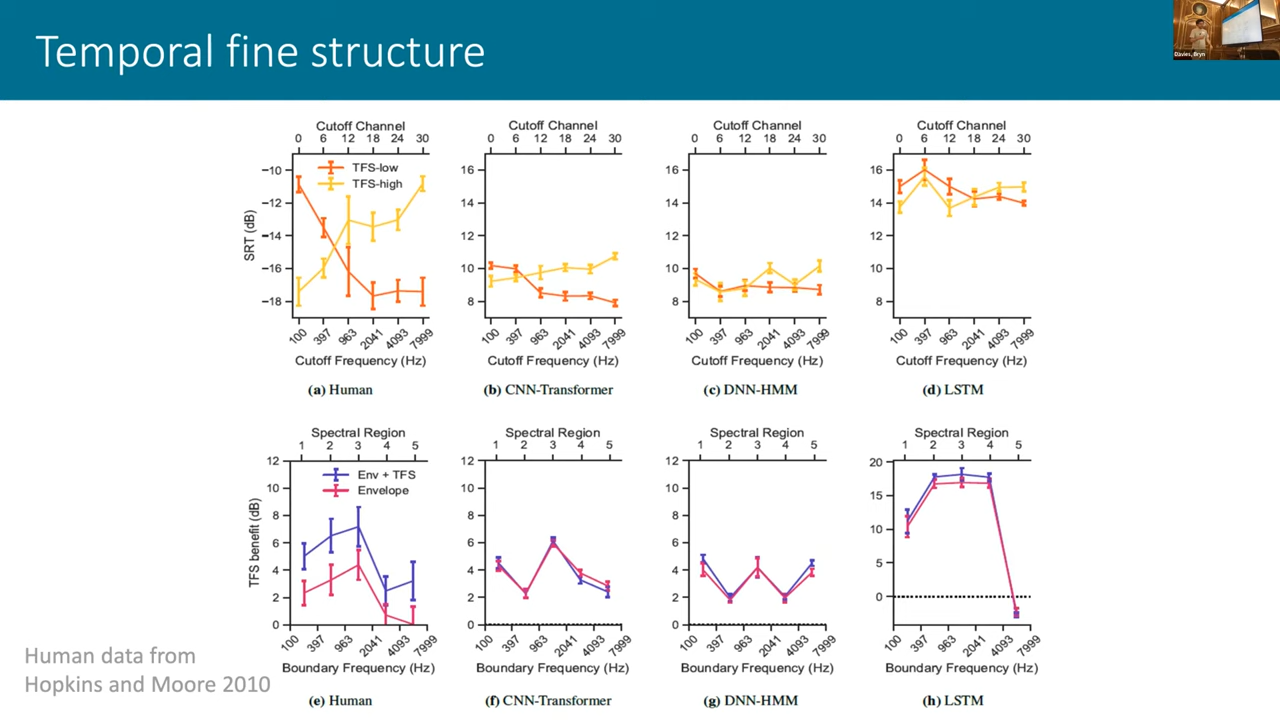 Temporal fine structure
Davies, Bryn
Cutoff Channel
0 6 12 18 24 30
TFS-low
TFS-high
SRT (dB)
−10
−12
−14
−16
−18
100 397 963 2041 4093 7999
Cutoff Frequency (Hz)
(a) Human
Cutoff Channel
0 6 12 18 24 30
16
14
12
10
8
100 397 963 2041 4093 7999
Cutoff Frequency (Hz)
(b) CNN-Transformer
Cutoff Channel
0 6 12 18 24 30
16
14
12
10
8
100 397 963 2041 4093 7999
Cutoff Frequency (Hz)
(c) DNN-HMM
Cutoff Channel
0 6 12 18 24 30
16
14
12
10
8
100 397 963 2041 4093 7999
Cutoff Frequency (Hz)
(d) LSTM
Spectral Region
1 2 3 4 5
Env + TFS
Envelope
TFS benefit (dB)
12
10
8
6
4
2
0
100 397 963 2041 4093 7999
Boundary Frequency (Hz)
(e) Human
Spectral Region
1 2 3 4 5
12
10
8
6
4
2
0
100 397 963 2041 4093 7999
Boundary Frequency (Hz)
(f) CNN-Transformer
Spectral Region
1 2 3 4 5
12
10
8
6
4
2
0
100 397 963 2041 4093 7999
Boundary Frequency (Hz)
(g) DNN-HMM
Spectral Region
1 2 3 4 5
20
15
10
5
0
100 397 963 2041 4093 7999
Boundary Frequency (Hz)
(h) LSTM
Human data from
Hopkins and Moore 2010